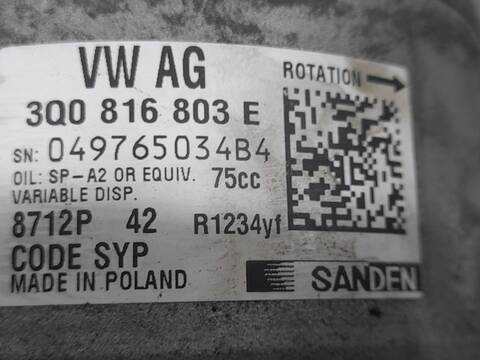 VW AG
ROTATION
3Q0 816 803 E
SN: 049765034B4
OIL: SP-A2 OR EQUIV. 75cc
VARIABLE DISP.
8712P 42 R1234yf
CODE SYP
MADE IN POLAND
SANDEN